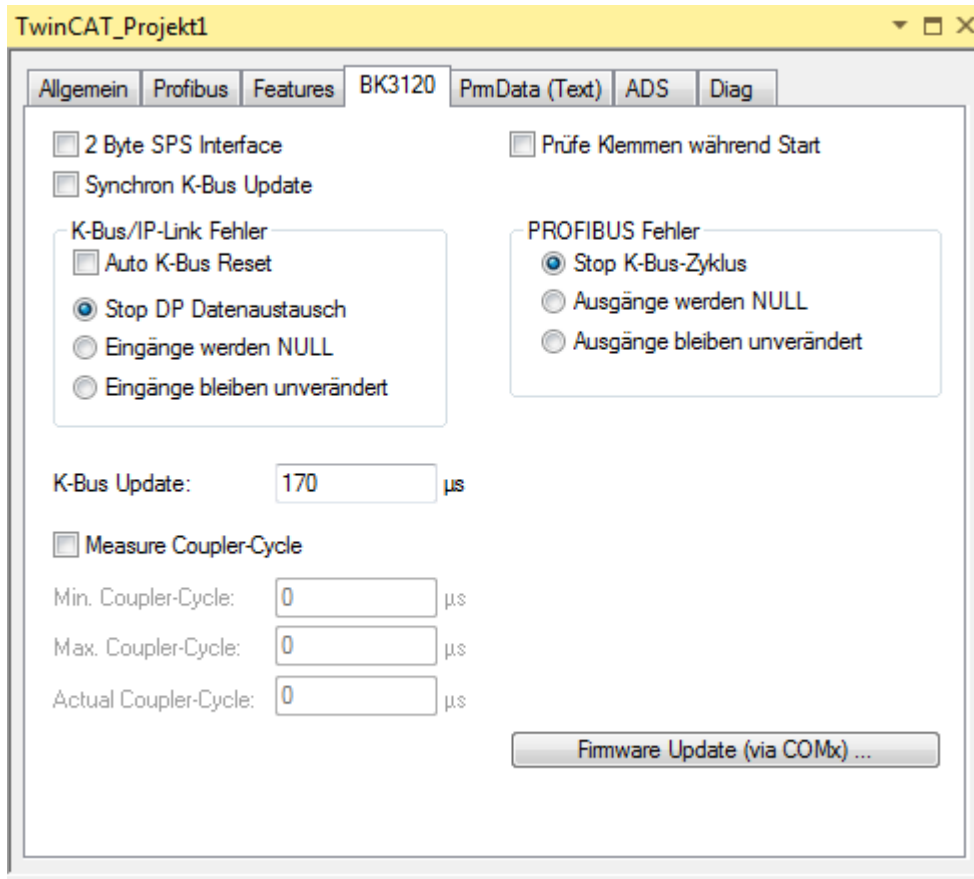 TwinCAT_Projekt1
Allgemein Profibus Features BK3120 PrmData (Text) ADS Diag
2 Byte SPS Interface
Prüfe Klemmen während Start
Synchron K-Bus Update
K-Bus/IP-Link Fehler
Auto K-Bus Reset
Stop DP Datenaustausch
Eingänge werden NULL
Eingänge bleiben unverändert
PROFIBUS Fehler
Stop K-Bus-Zyklus
Ausgänge werden NULL
Ausgänge bleiben unverändert
K-Bus Update: 170 µs
Measure Coupler-Cycle
Min. Coupler-Cycle: 0 µs
Max. Coupler-Cycle: 0 µs
Actual Coupler-Cycle: 0 µs
Firmware Update (via COMx) ...